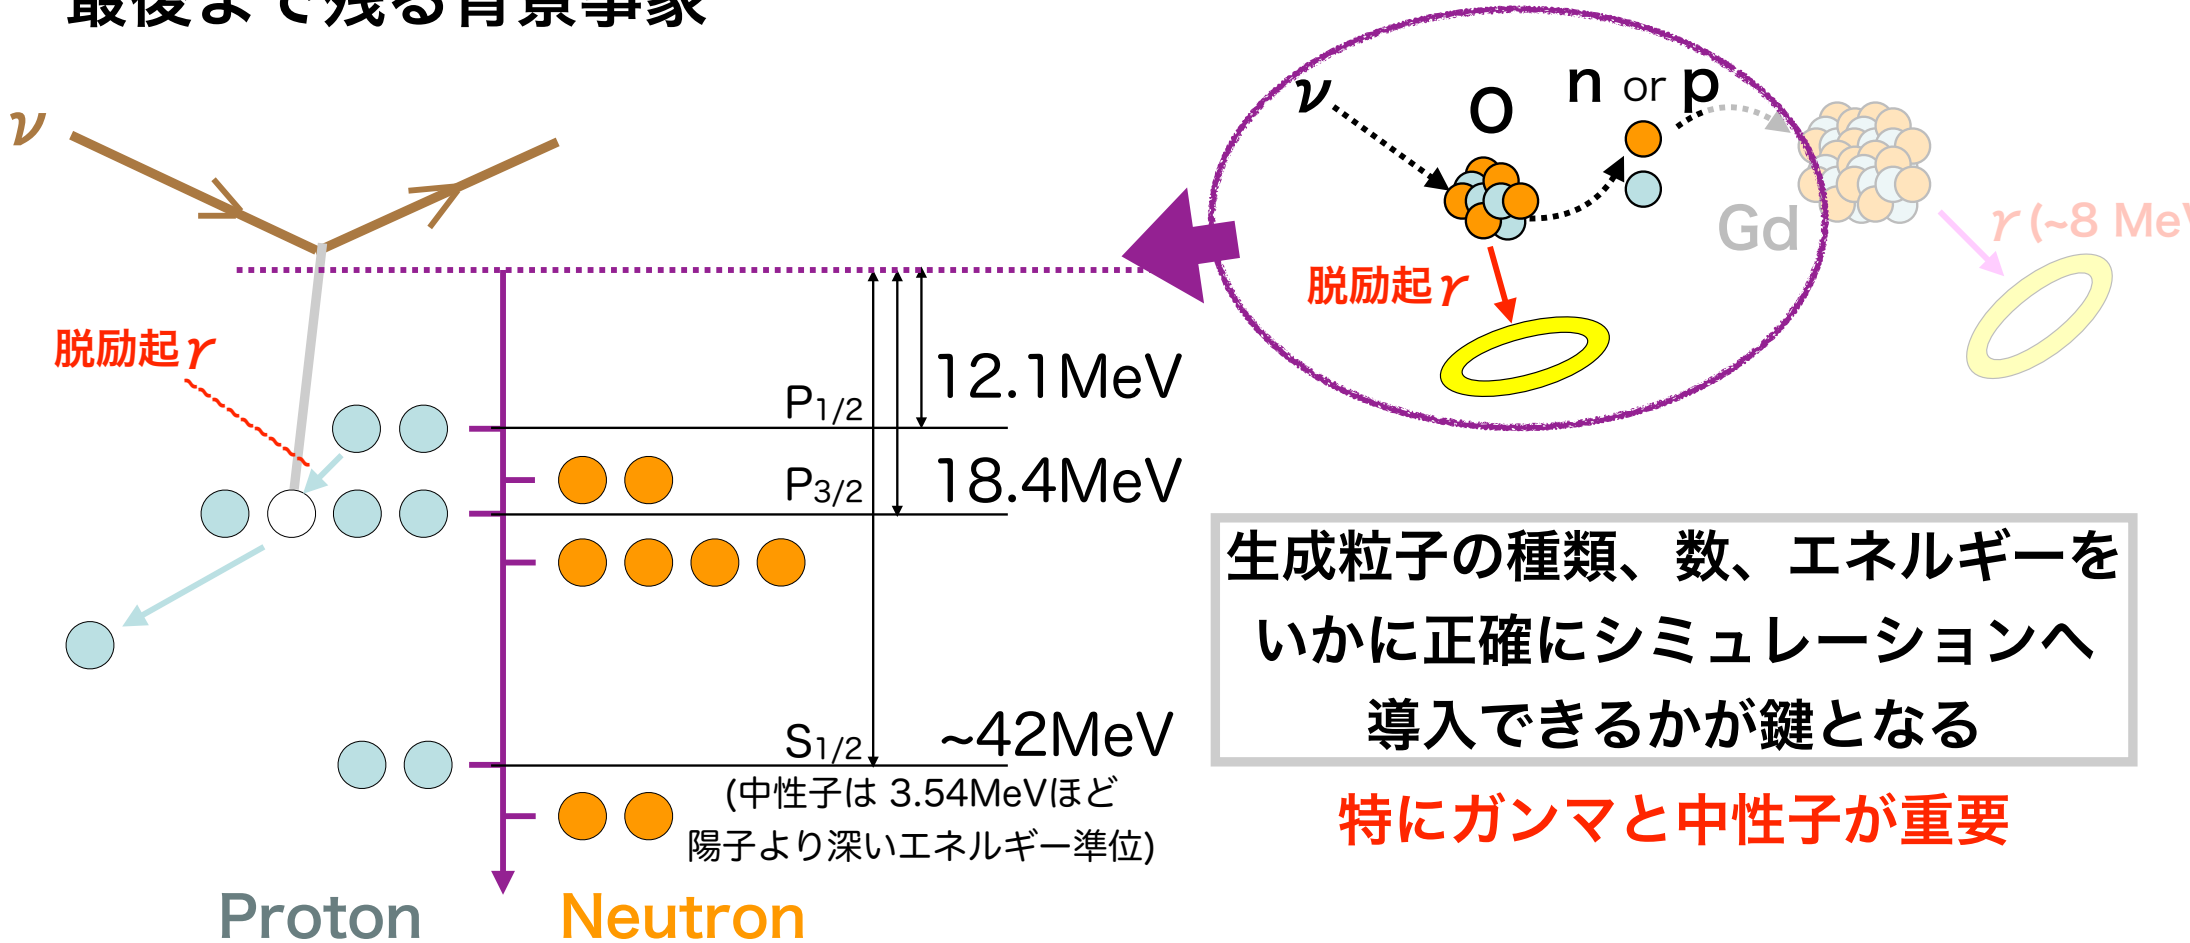 最後まで残る背景事象
ν
脱励起γ
P1/2
12.1MeV
P3/2
18.4MeV
S1/2
~42MeV
(中性子は 3.54MeVほど
陽子より深いエネルギー準位)
Proton
Neutron
ν
O
n or p
Gd
脱励起γ
γ (~8 MeV
生成粒子の種類、数、エネルギーを
いかに正確にシミュレーションへ
導入できるかが鍵となる
特にガンマと中性子が重要